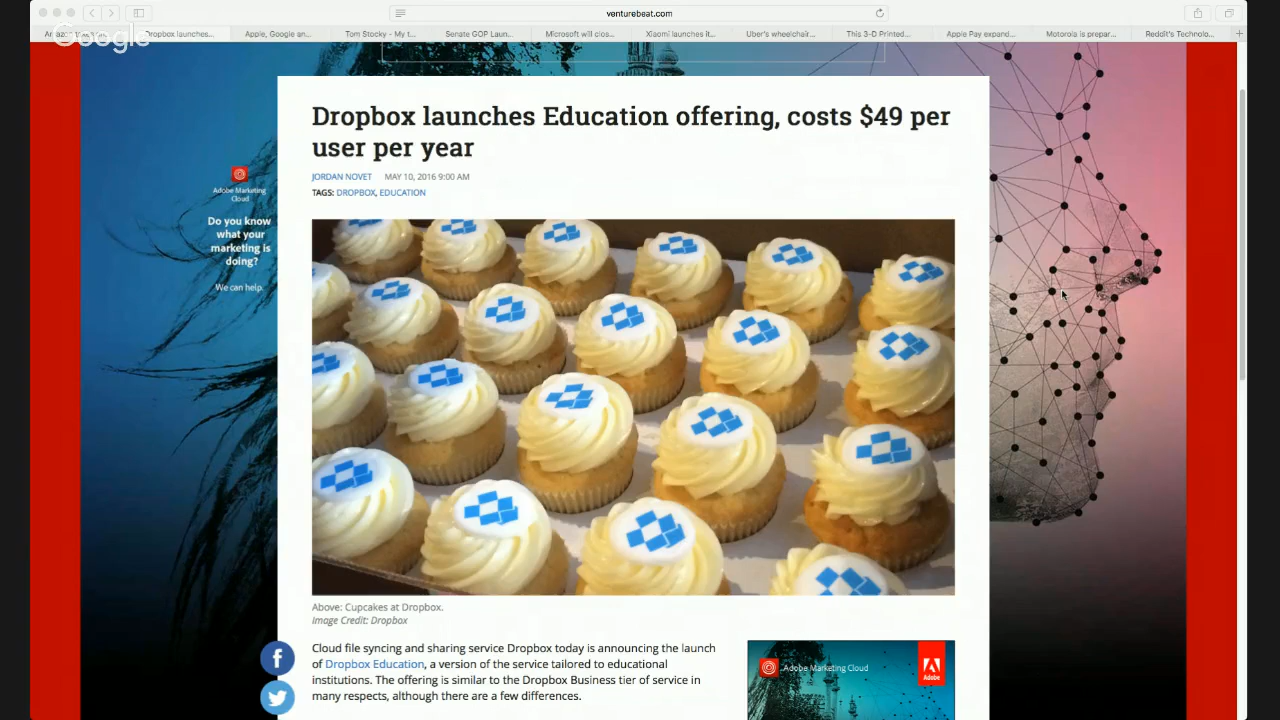 venturebeat.com
Google
Dropbox launches...
Apple, Google an...
Tom Stocky - My t...
Senate GOP Laun...
Microsoft will clos...
Xiaomi launches it...
Uber's wheelchair...
This 3-D Printed...
Apple Pay expand...
Motorola is prepar...
Reddit's Technolo...
Dropbox launches Education offering, costs $49 per
user per year
JORDAN NOVET MAY 10, 2016 9:00 AM
TAGS: DROPBOX, EDUCATION
Adobe Marketing
Cloud
Do you know
what your
marketing is
doing?
We can help.
Above: Cupcakes at Dropbox.
Image Credit: Dropbox
Cloud file syncing and sharing service Dropbox today is announcing the launch
of Dropbox Education, a version of the service tailored to educational
institutions. The offering is similar to the Dropbox Business tier of service in
many respects, although there are a few differences.
Adobe Marketing Cloud
Adobe